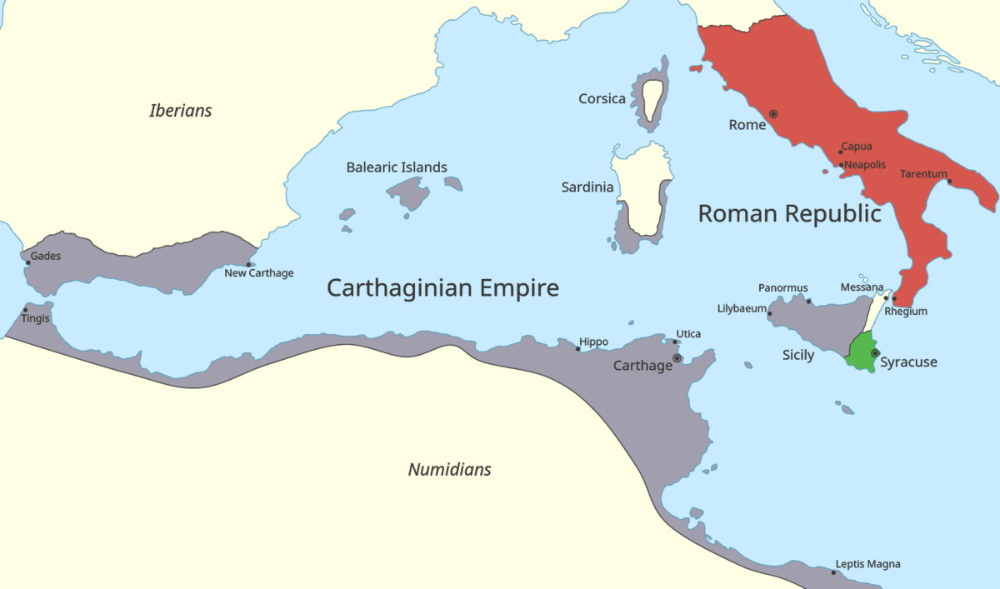 Corsica
Iberians
Rome
Capua
Neapolis
Balearic Islands
Tarentum
Sardinia
Roman Republic
Gades
New Carthage
Carthaginian Empire
Panormus
Messana
Lilybaeum
Rhegium
Tingis
Utica
Hippo
Carthage
Sicily
Syracuse
Numidians
Leptis Magna